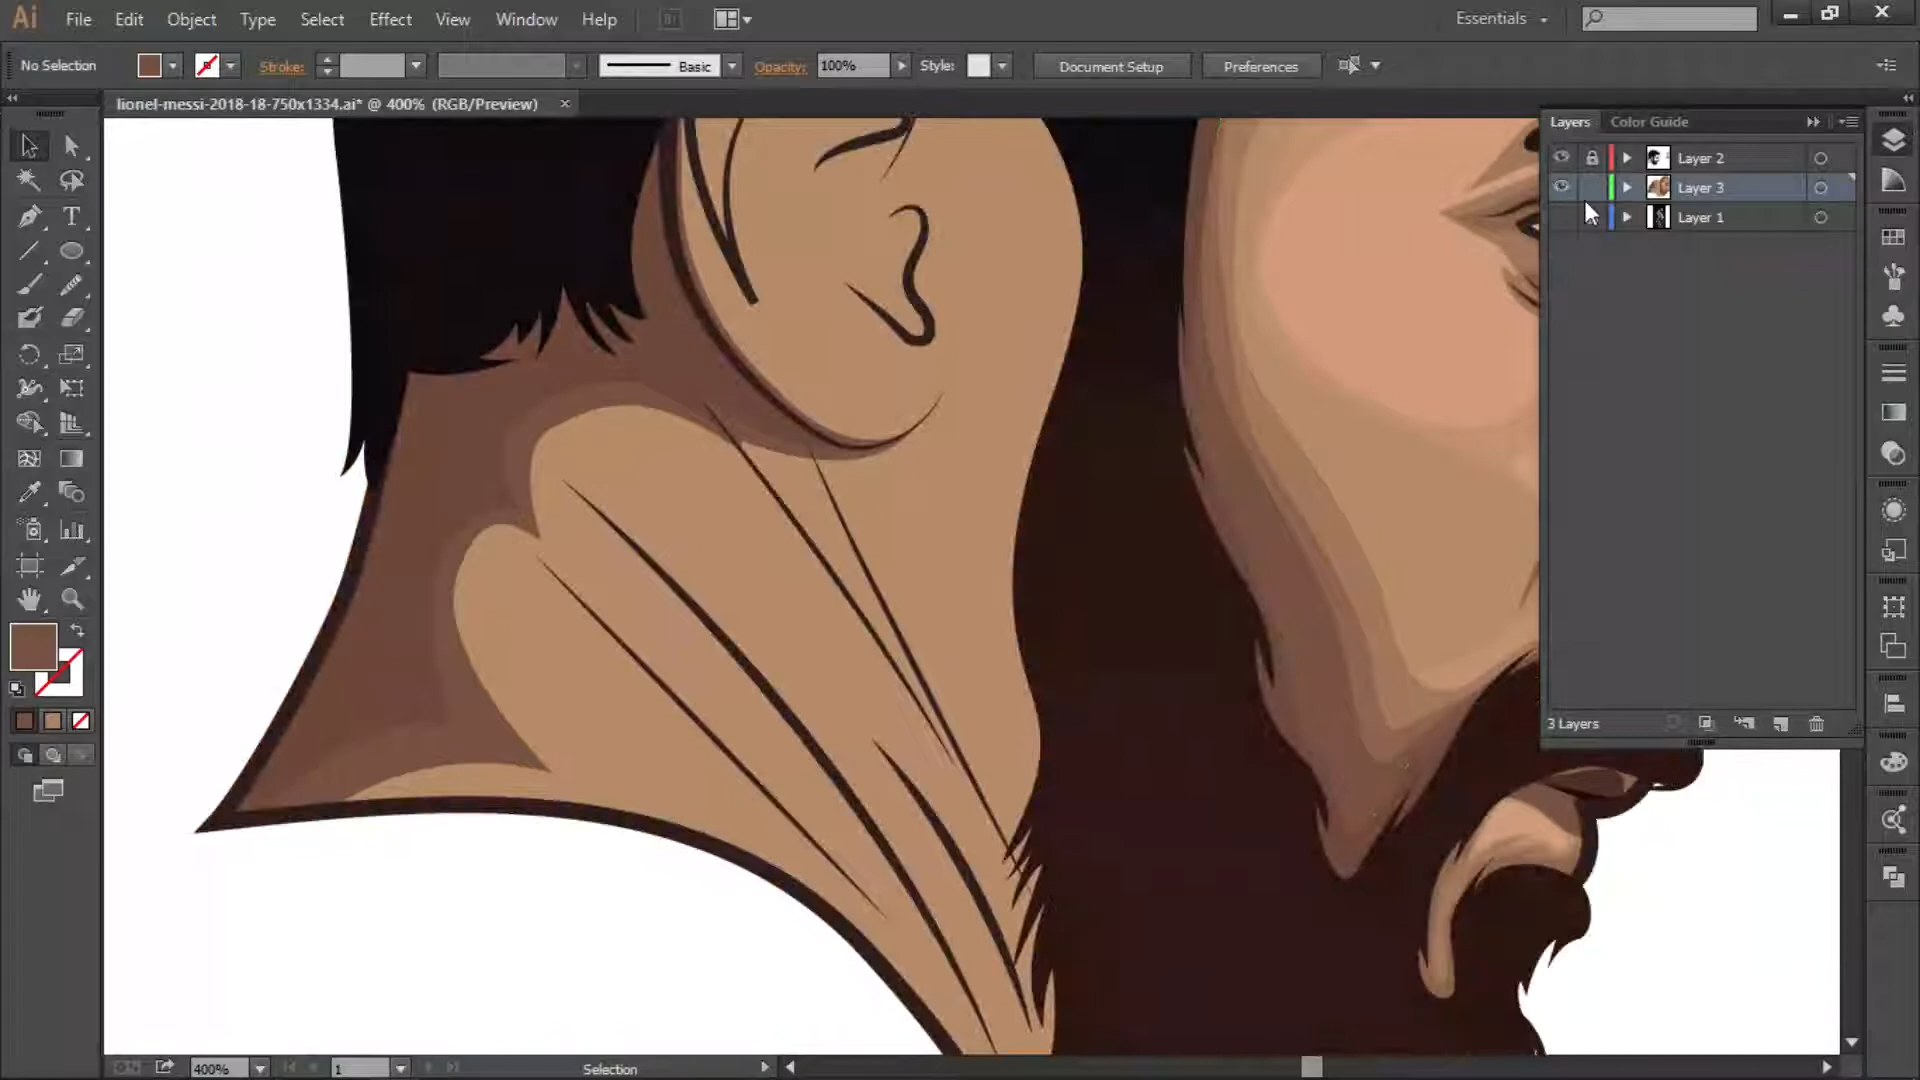 Ai File Edit Object Type Select Effect View Window Help Br Essentials
No Selection Stroke: Basic Opacity: 100% Style: Document Setup Preferences
lionel-messi-2018-18-750x1334.ai* @ 400% (RGB/Preview) ×
Layers Color Guide
Layer 2
Layer 3
Layer 1
3 Layers
400% 1 Selection